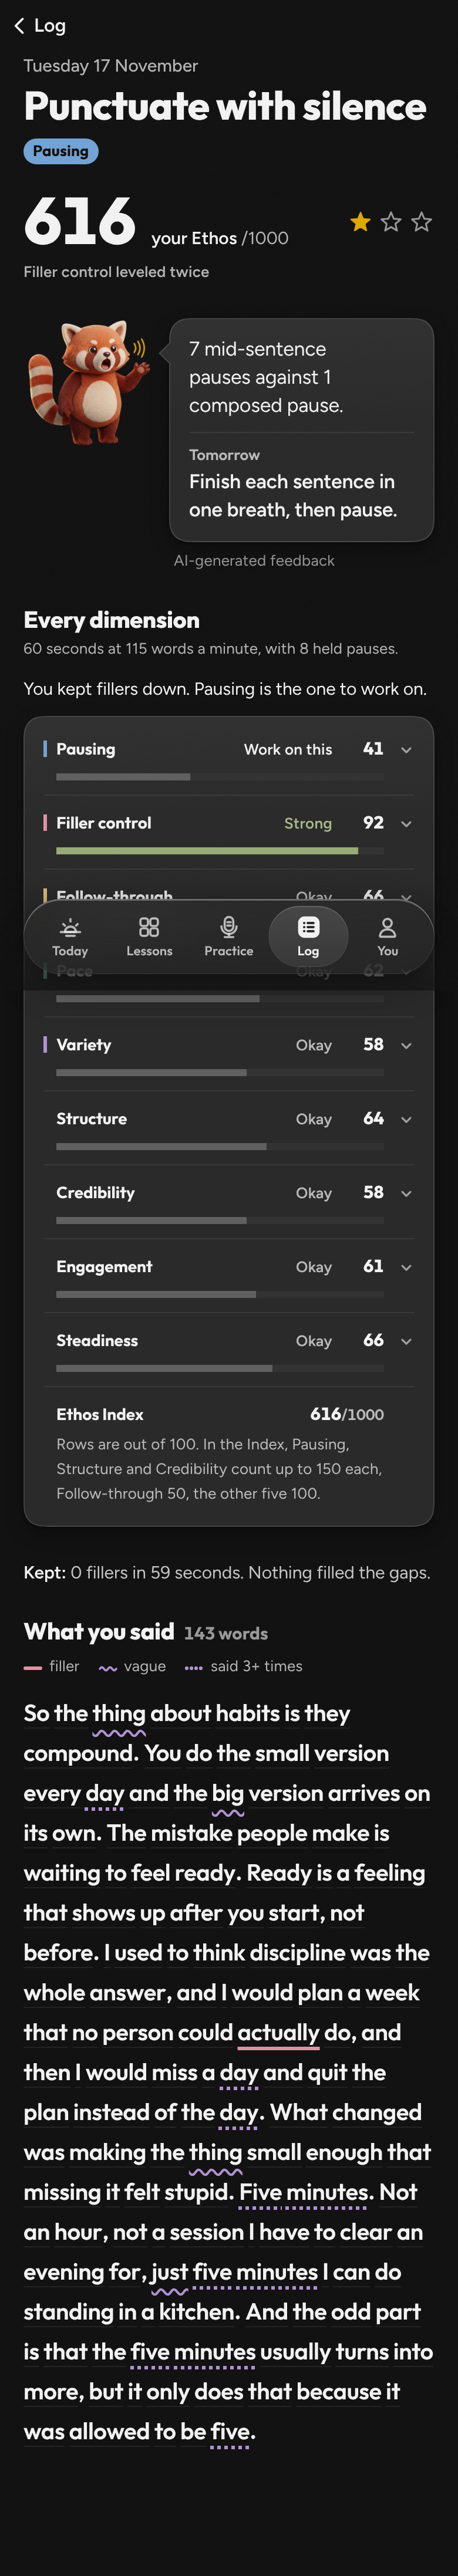 Log
Tuesday 17 November
Punctuate with silence
Pausing
616 your Ethos /1000
Filler control leveled twice
7 mid-sentence
pauses against 1
composed pause.
Tomorrow
Finish each sentence in
one breath, then pause.
AI-generated feedback
Every dimension
60 seconds at 115 words a minute, with 8 held pauses.
You kept fillers down. Pausing is the one to work on.
Pausing Work on this 41
Filler control Strong 92
Follow-through Okay 66
Today Lessons Practice Log You
Pace Okay 62
Variety Okay 58
Structure Okay 64
Credibility Okay 58
Engagement Okay 61
Steadiness Okay 66
Ethos Index 616/1000
Rows are out of 100. In the Index, Pausing,
Structure and Credibility count up to 150 each,
Follow-through 50, the other five 100.
Kept: 0 fillers in 59 seconds. Nothing filled the gaps.
What you said 143 words
filler vague said 3+ times
So the thing about habits is they
compound. You do the small version
every day and the big version arrives on
its own. The mistake people make is
waiting to feel ready. Ready is a feeling
that shows up after you start, not
before. I used to think discipline was the
whole answer, and I would plan a week
that no person could actually do, and
then I would miss a day and quit the
plan instead of the day. What changed
was making the thing small enough that
missing it felt stupid. Five minutes. Not
an hour, not a session I have to clear an
evening for, just five minutes I can do
standing in a kitchen. And the odd part
is that the five minutes usually turns into
more, but it only does that because it
was allowed to be five.